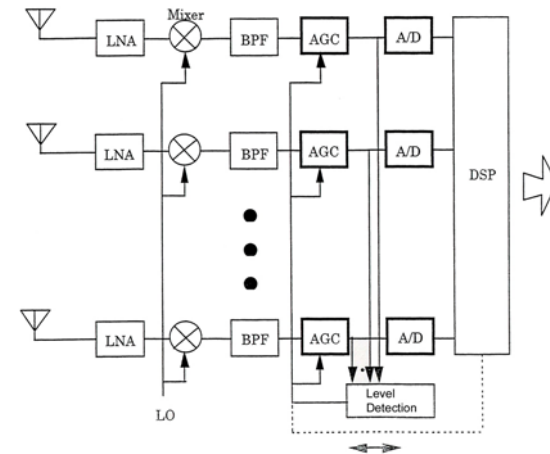 Mixer
LNA
BPF
AGC
A/D
LNA
BPF
AGC
A/D
DSP
LNA
BPF
AGC
A/D
Level
Detection
LO